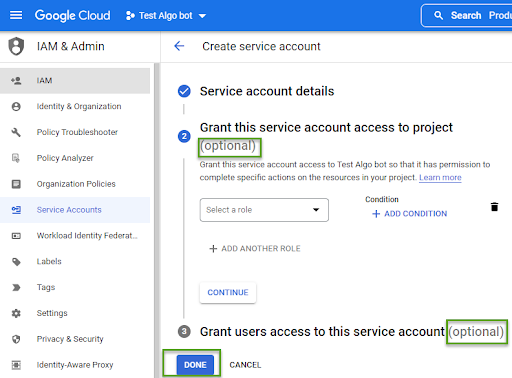 Google Cloud
Test Algo bot
Search Produ
IAM & Admin
Create service account
IAM
Identity & Organization
Policy Troubleshooter
Policy Analyzer
Organization Policies
Service Accounts
Workload Identity Federat...
Labels
Tags
Settings
Privacy & Security
Identity-Aware Proxy
Service account details
2
Grant this service account access to project
(optional)
Grant this service account access to Test Algo bot so that it has permission to
complete specific actions on the resources in your project. Learn more
Select a role
Condition
+ ADD CONDITION
+ ADD ANOTHER ROLE
CONTINUE
3
Grant users access to this service account (optional)
DONE
CANCEL